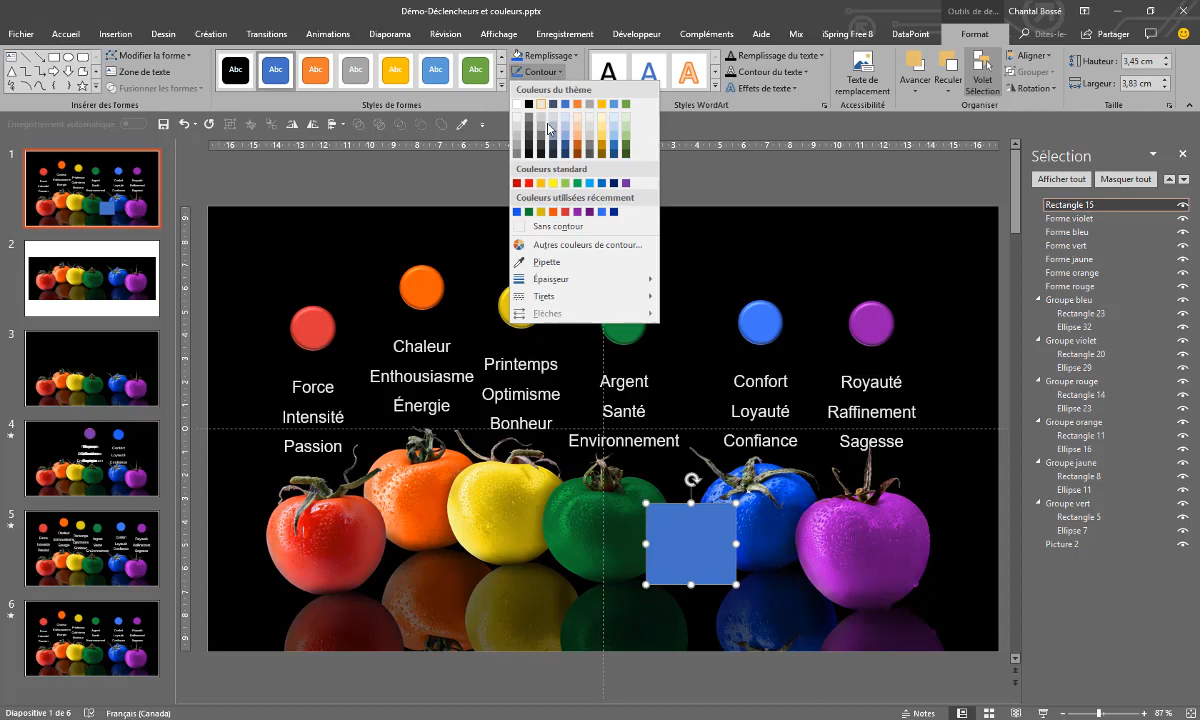 Démo-Déclencheurs et couleurs.pptx
Outils de de...
Chantal Bossé
Fichier
Accueil
Insertion
Dessin
Création
Transitions
Animations
Diaporama
Révision
Affichage
Enregistrement
Développeur
Compléments
Aide
Mix
iSpring Free 8
DataPoint
Format
Dites-le-
Partager
Modifier la forme
Zone de texte
Fusionner les formes
Insérer des formes
Abc
Abc
Abc
Abc
Abc
Abc
Abc
Styles de formes
Remplissage
Contour
A
A
A
Remplissage du texte
Contour du texte
Effets de texte
Styles WordArt
Texte de
remplacement
Accessibilité
Avancer
Reculer
Volet
Sélection
Aligner
Grouper
Rotation
Organiser
Hauteur :
3,45 cm
Largeur :
3,83 cm
Taille
Enregistrement automatique
Couleurs du thème
Couleurs standard
Couleurs utilisées récemment
Sans contour
Autres couleurs de contour...
Pipette
Épaisseur
Tirets
Flèches
1
2
3
4
5
6
Force
Intensité
Passion
Chaleur
Enthousiasme
Énergie
Printemps
Optimisme
Bonheur
Argent
Santé
Environnement
Confort
Loyauté
Confiance
Royauté
Raffinement
Sagesse
Sélection
Afficher tout
Masquer tout
Rectangle 15
Forme violet
Forme bleu
Forme vert
Forme jaune
Forme orange
Forme rouge
Groupe bleu
Rectangle 23
Ellipse 32
Groupe violet
Rectangle 20
Ellipse 29
Groupe rouge
Rectangle 14
Ellipse 23
Groupe orange
Rectangle 11
Ellipse 16
Groupe jaune
Rectangle 8
Ellipse 11
Groupe vert
Rectangle 5
Ellipse 7
Picture 2
Diapositive 1 de 6
Français (Canada)
Notes
87 %